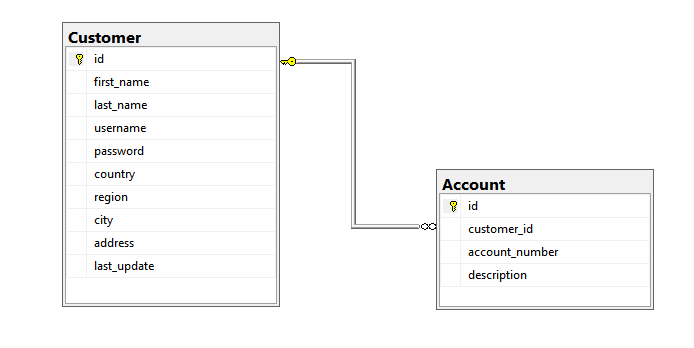 Customer
id
first_name
last_name
username
password
country
region
city
address
last_update
Account
id
customer_id
account_number
description